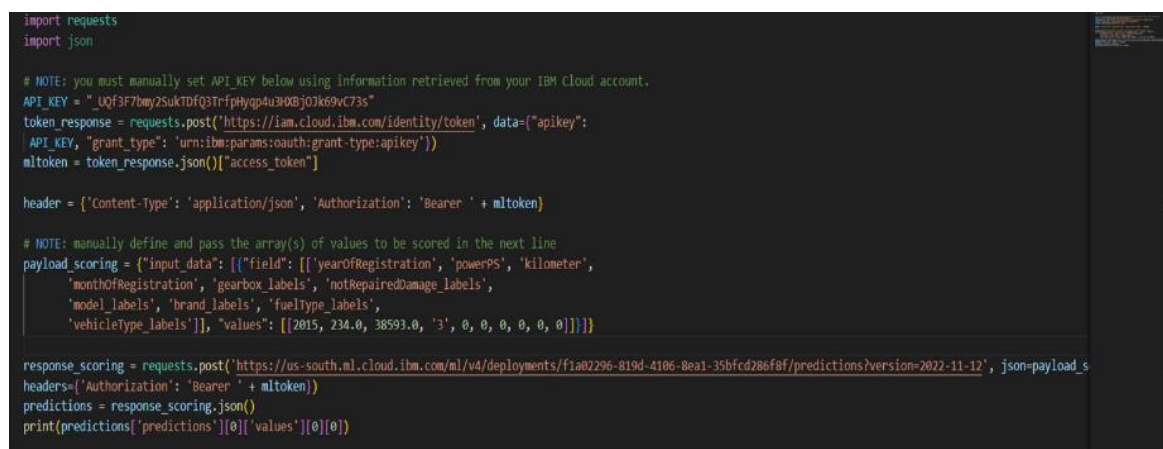 import requests
import json
# NOTE: you must manually set API_KEY below using information retrieved from your IBM Cloud account.
API_KEY = "_UQf3F7bmy2SukTDfQ3TrfpHyqp4u3HXBjOJk69vC73s"
token_response = requests.post('https://iam.cloud.ibm.com/identity/token', data={"apikey":
API_KEY, "grant_type": 'urn:ibm:params:oauth:grant-type:apikey'})
mltoken = token_response.json()["access_token"]
header = {'Content-Type': 'application/json', 'Authorization': 'Bearer ' + mltoken}
# NOTE: manually define and pass the array(s) of values to be scored in the next line
payload_scoring = {"input_data": [{"field": [['yearOfRegistration', 'powerPS', 'kilometer',
'monthOfRegistration', 'gearbox_labels', 'notRepairedDamage_labels',
'model_labels', 'brand_labels', 'fuelType_labels',
'vehicleType_labels']], "values": [[2015, 234.0, 38593.0, '3', 0, 0, 0, 0, 0, 0]]}]}
response_scoring = requests.post('https://us-south.ml.cloud.ibm.com/ml/v4/deployments/f1a02296-819d-4106-8ea1-35bfcd286f8f/predictions?version=2022-11-12', json=payload_s
headers={'Authorization': 'Bearer ' + mltoken})
predictions = response_scoring.json()
print(predictions['predictions'][0]['values'][0][0])